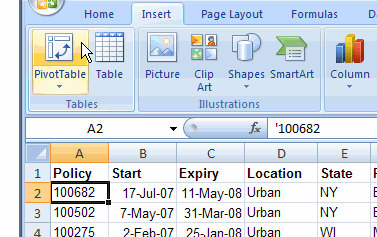 Home Insert Page Layout Formulas
PivotTable Table Picture Clip Art Shapes SmartArt Column
Tables Illustrations
A2 fx '100682
A B C D E
1 Policy Start Expiry Location State
2 100682 17-Jul-07 11-May-08 Urban NY
3 100502 7-May-07 31-Mar-08 Urban NY
4 100275 2-Feb-07 25-Jan-08 Urban WI